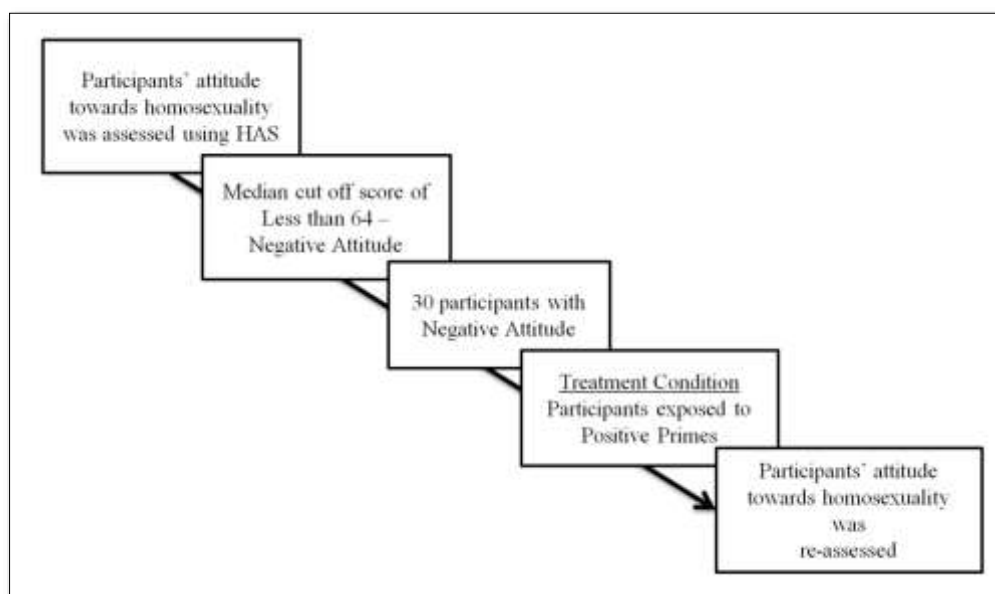 Participants' attitude
towards homosexuality
was assessed using HAS
Median cut off score of
Less than 64 –
Negative Attitude
30 participants with
Negative Attitude
Treatment Condition
Participants exposed to
Positive Primes
Participants' attitude
towards homosexuality
was
re-assessed